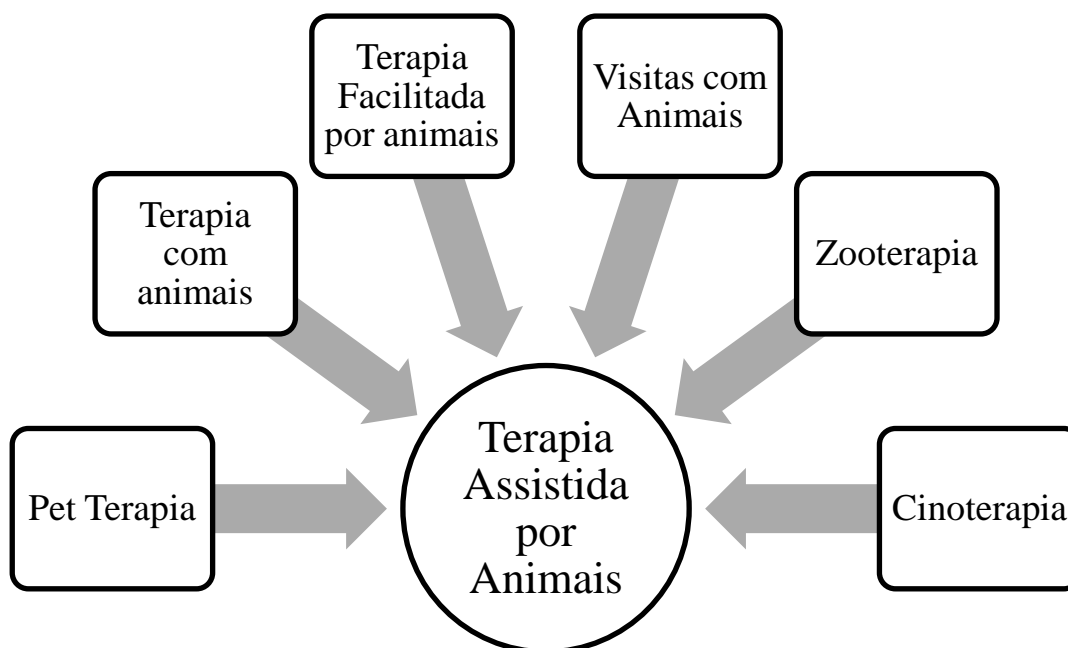 Terapia
Facilitada
por animais
Visitas com
Animais
Terapia
com
animais
Zooterapia
Pet Terapia
Terapia
Assistida
por
Animais
Cinoterapia